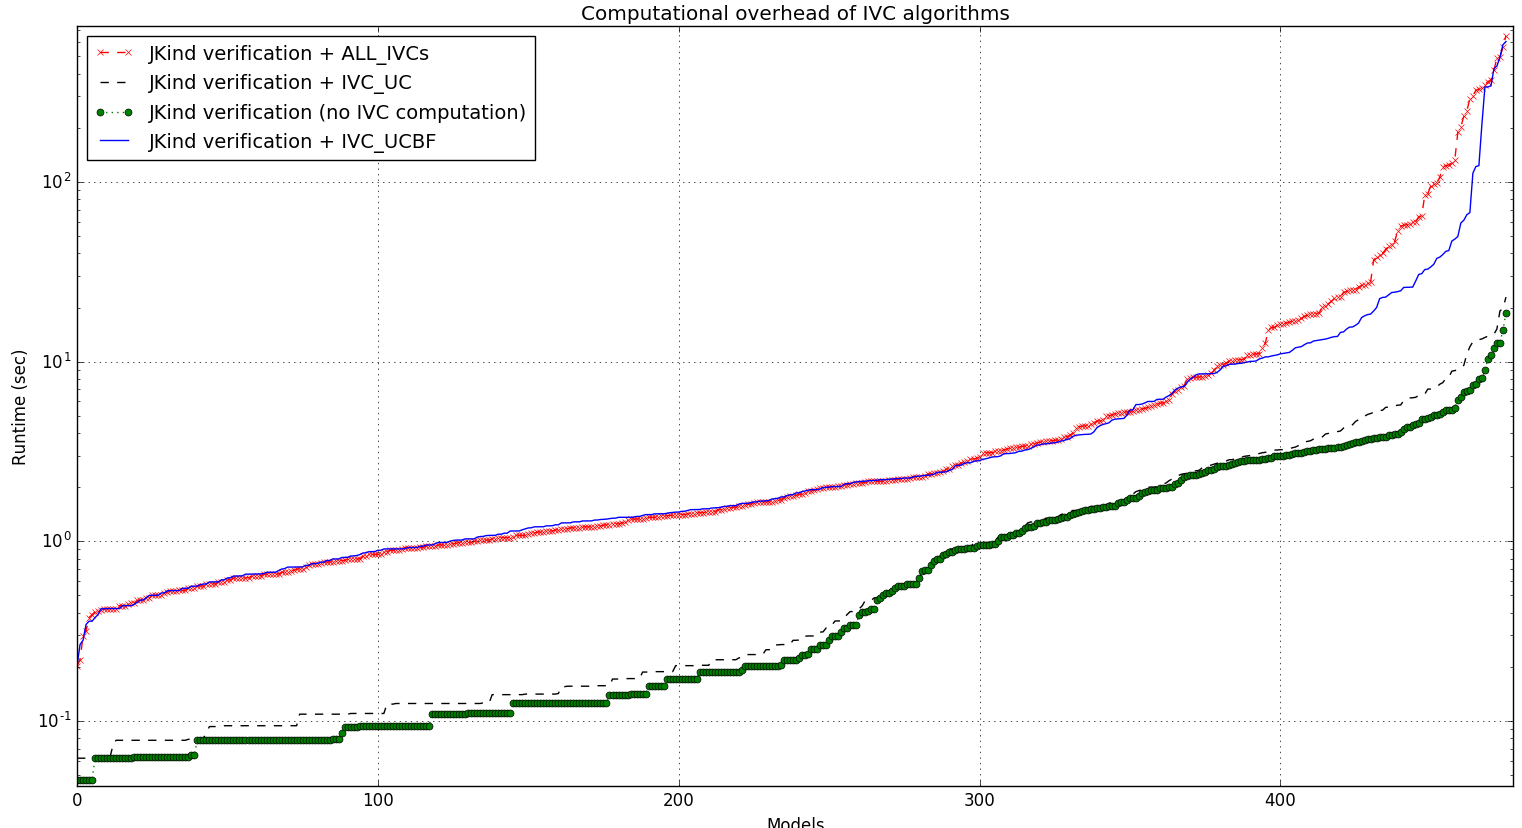 Computational overhead of IVC algorithms
JKind verification + ALL_IVCs
JKind verification + IVC_UC
JKind verification (no IVC computation)
JKind verification + IVC_UCBF
Runtime (sec)
10^2
10^1
10^0
10^-1
0 100 200 300 400
Models